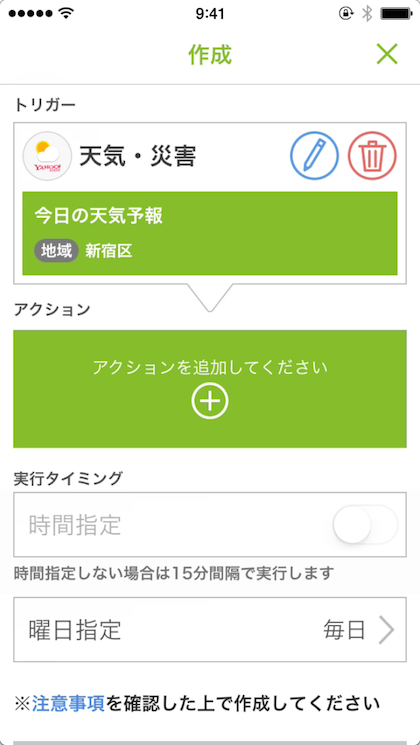 9:41
作成
トリガー
YAHOO!
天気・災害
今日の天気予報
地域 新宿区
アクション
アクションを追加してください
実行タイミング
時間指定
時間指定しない場合は15分間隔で実行します
曜日指定 毎日
※注意事項を確認した上で作成してください